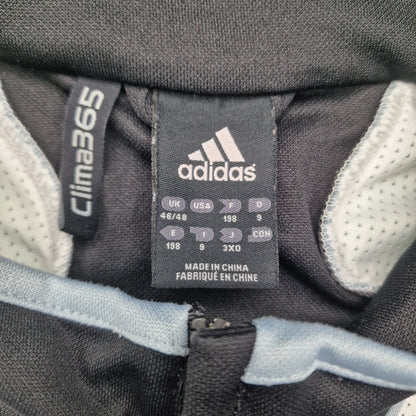 Clima365
adidas
UK USA F D
46/48 198 9
E I J CON
198 9 3XO
MADE IN CHINA
FABRIQUÉ EN CHINE